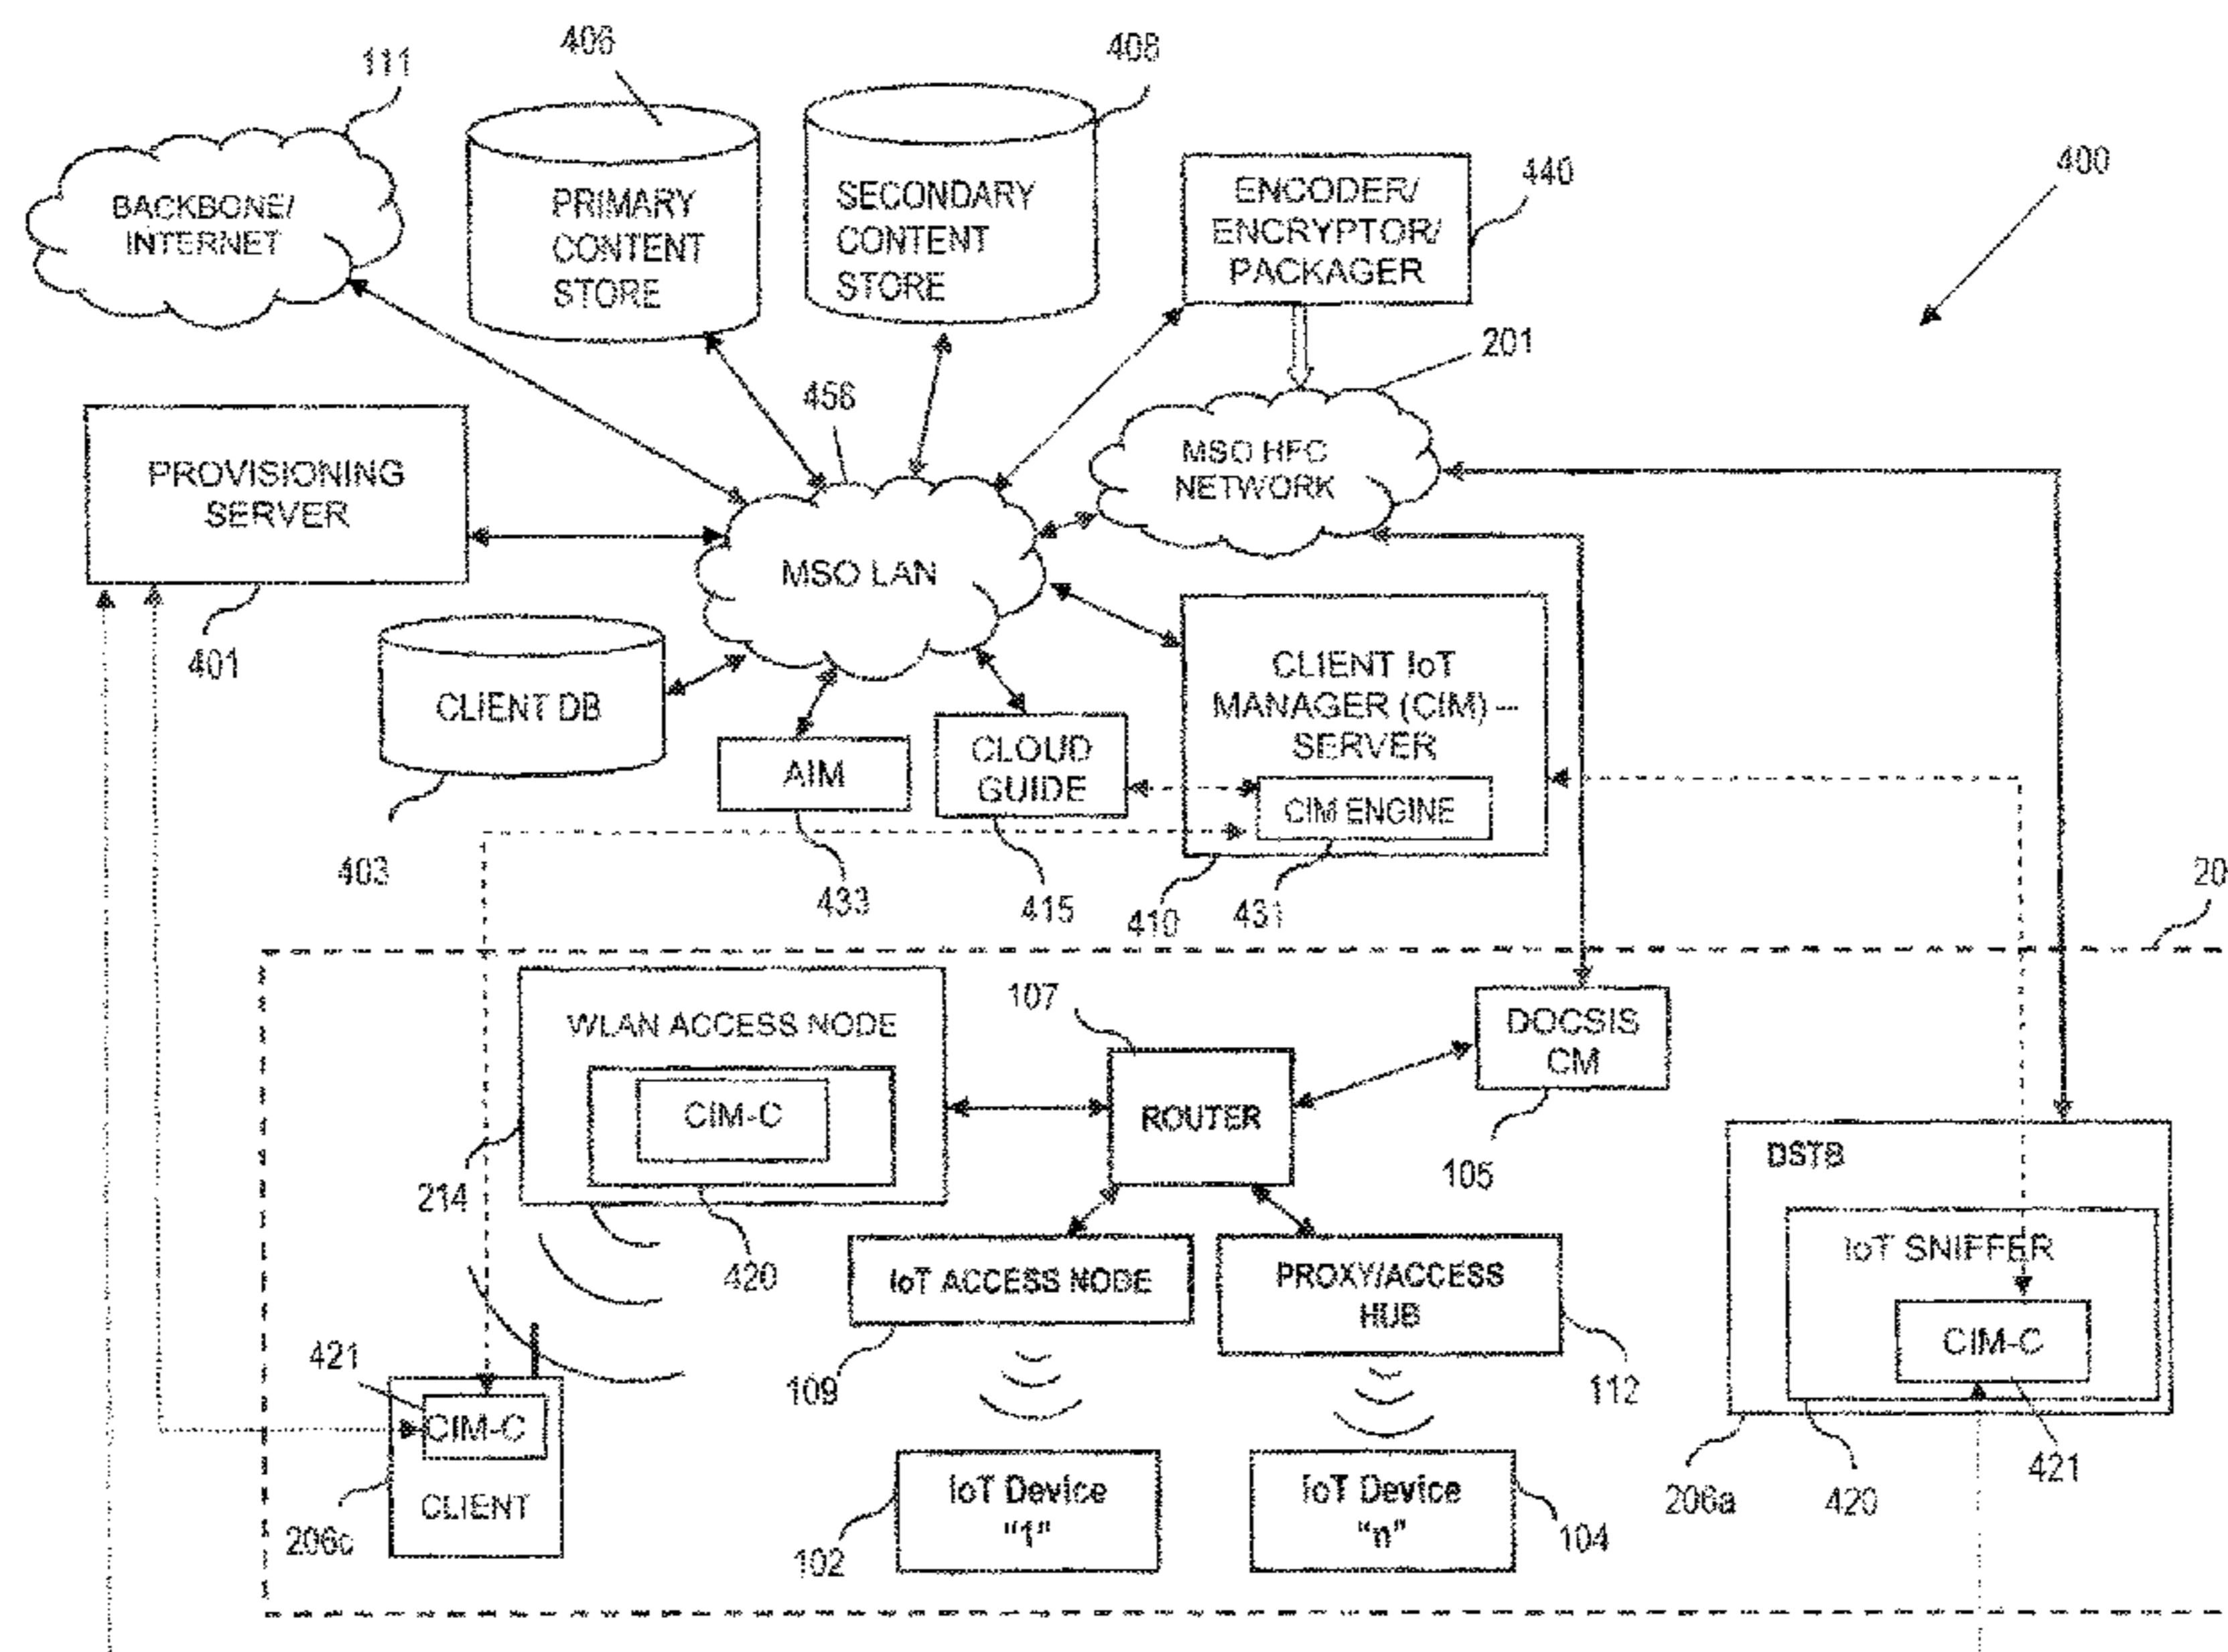 406
408
111
440
400
BACKBONE/
INTERNET
PRIMARY
CONTENT
STORE
SECONDARY
CONTENT
STORE
ENCODER/
ENCRYPTOR/
PACKAGER
201
456
PROVISIONING
SERVER
MSO HFC
NETWORK
MSO LAN
401
CLIENT DB
AIM
CLOUD
GUIDE
CLIENT IoT
MANAGER (CIM) –
SERVER
CIM ENGINE
403
433
415
410
431
20
WLAN ACCESS NODE
CIM-C
107
ROUTER
DOCSIS
CM
105
214
420
DSTB
IoT SNIFFER
CIM-C
IoT ACCESS NODE
PROXY/ACCESS
HUB
421
109
112
CIM-C
CLIENT
206c
IoT Device
"1"
102
IoT Device
"n"
104
206a
420
421